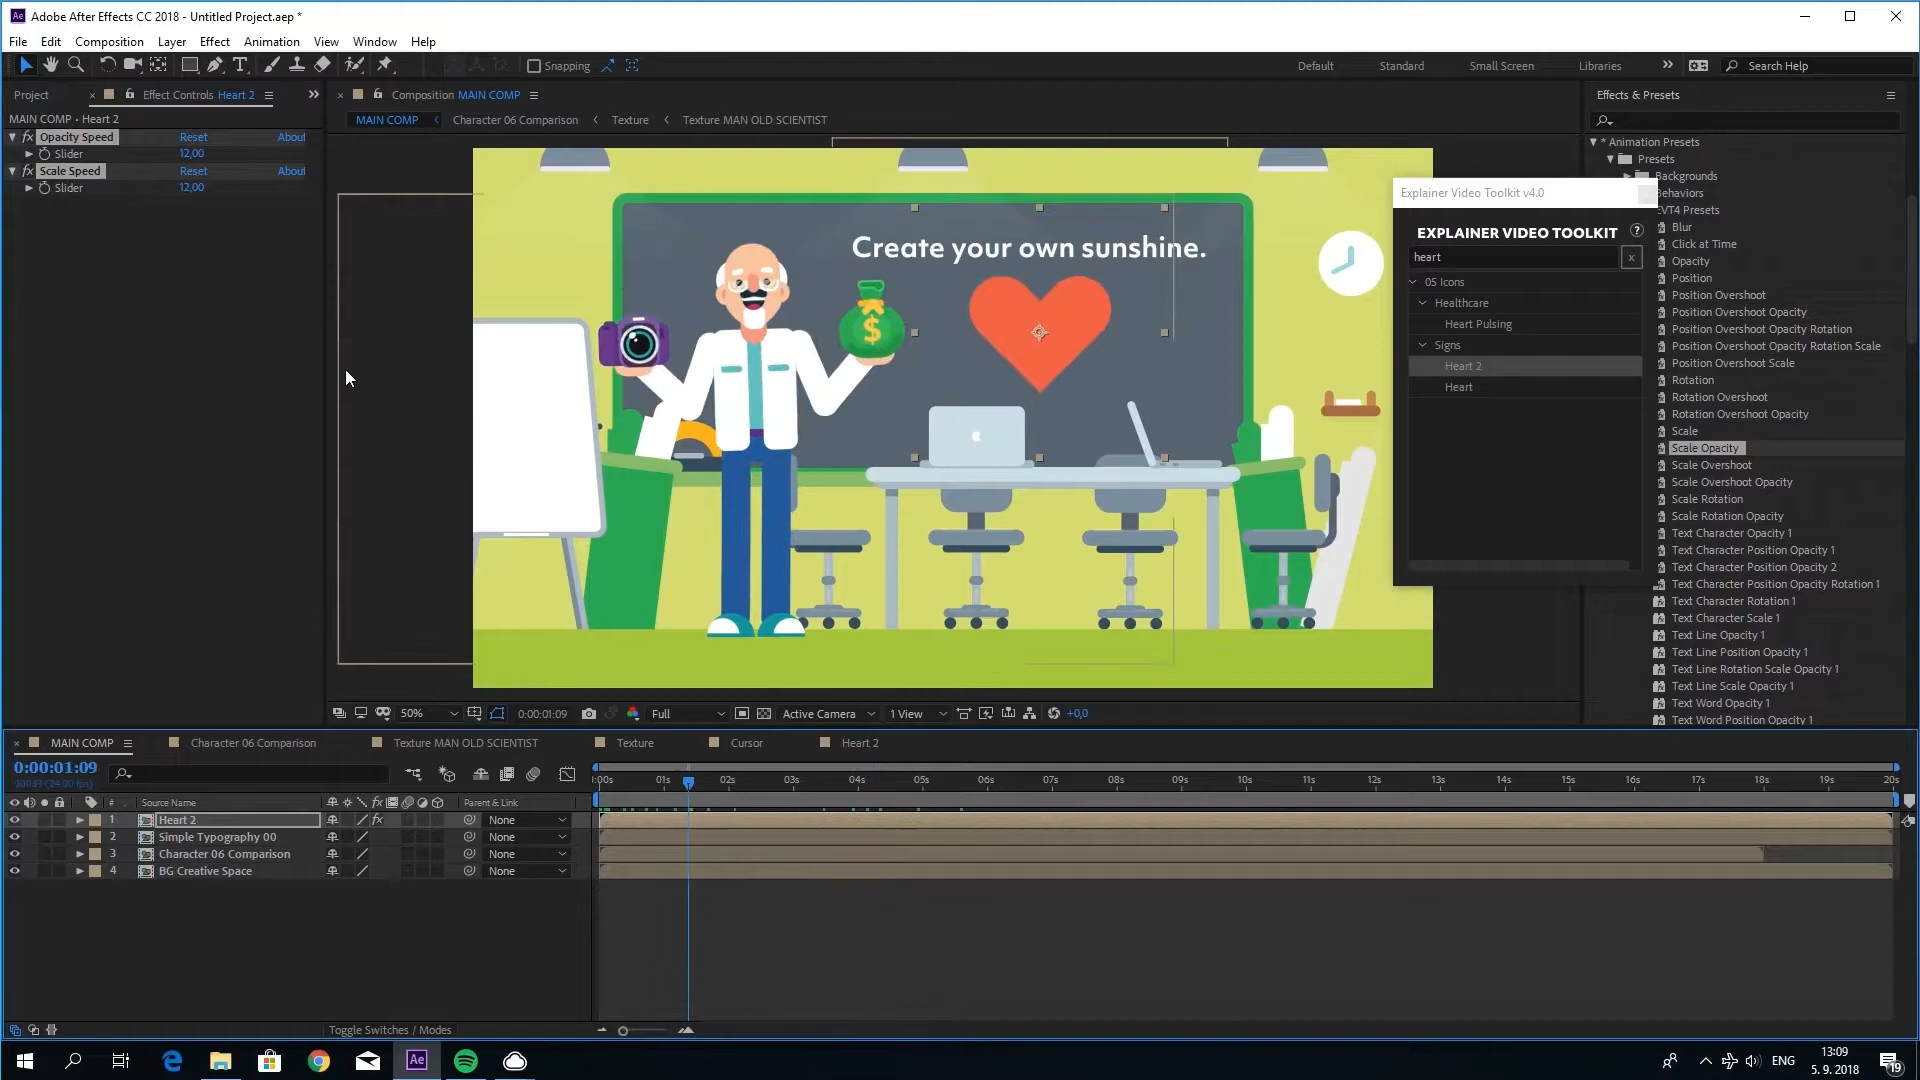 Adobe After Effects CC 2018 - Untitled Project.aep *
File Edit Composition Layer Effect Animation View Window Help
Snapping
Default Standard Small Screen Libraries
Search Help
Project
Effect Controls Heart 2
MAIN COMP • Heart 2
Opacity Speed Reset About
Slider 12,00
Scale Speed Reset About
Slider 12,00
Composition MAIN COMP
MAIN COMP Character 06 Comparison Texture Texture MAN OLD SCIENTIST
Create your own sunshine.
$
Explainer Video Toolkit v4.0
EXPLAINER VIDEO TOOLKIT ?
heart x
05 Icons
Healthcare
Heart Pulsing
Signs
Heart 2
Heart
Effects & Presets
* Animation Presets
Presets
Backgrounds
Behaviors
EVT4 Presets
Blur
Click at Time
Opacity
Position
Position Overshoot
Position Overshoot Opacity
Position Overshoot Opacity Rotation
Position Overshoot Opacity Rotation Scale
Position Overshoot Scale
Rotation
Rotation Overshoot
Rotation Overshoot Opacity
Scale
Scale Opacity
Scale Overshoot
Scale Overshoot Opacity
Scale Rotation
Scale Rotation Opacity
Text Character Opacity 1
Text Character Position Opacity 1
Text Character Position Opacity 2
Text Character Position Opacity Rotation 1
Text Character Rotation 1
Text Character Scale 1
Text Line Opacity 1
Text Line Position Opacity 1
Text Line Rotation Scale Opacity 1
Text Line Scale Opacity 1
Text Word Opacity 1
Text Word Position Opacity 1
50% 0:00:01:09 Full Active Camera 1 View +0,0
MAIN COMP Character 06 Comparison Texture MAN OLD SCIENTIST Texture Cursor Heart 2
0:00:01:09
00033 (24.00 fps)
:00s 01s 02s 03s 04s 05s 06s 07s 08s 09s 10s 11s 12s 13s 14s 15s 16s 17s 18s 19s 20s
# Source Name Parent & Link
1 Heart 2 None
2 Simple Typography 00 None
3 Character 06 Comparison None
4 BG Creative Space None
Toggle Switches / Modes
Ae
ENG
13:09
5. 9. 2018
19